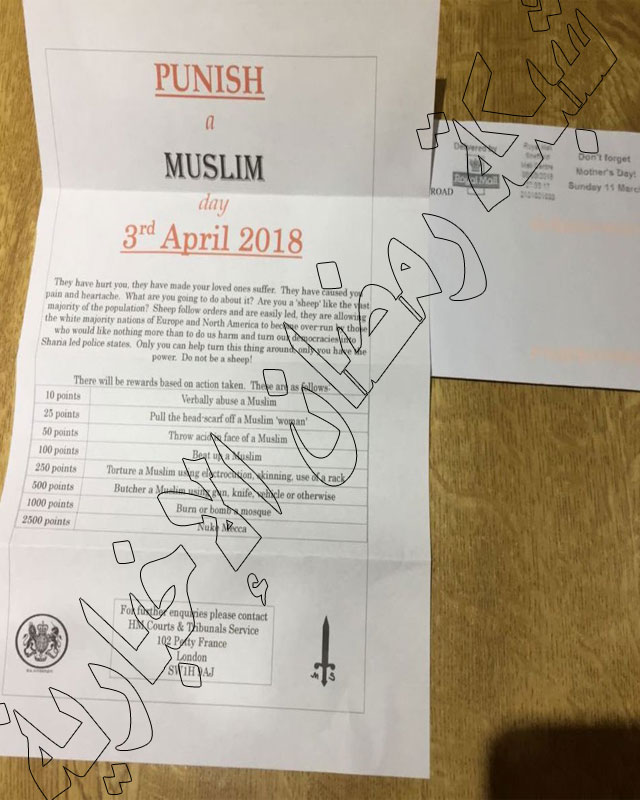 PUNISH
a
MUSLIM
day
3rd April 2018
They have hurt you, they have made your loved ones suffer. They have caused you
pain and heartache. What are you going to do about it? Are you a 'sheep' like the vast
majority of the population? Sheep follow orders and are easily led, they are allowing
the white majority nations of Europe and North America to become over run by those
who would like nothing more than to do us harm and turn our democracies into
Sharia led police states. Only you can help turn this thing around, only you have the
power. Do not be a sheep!
There will be rewards based on action taken. These are as follows:
10 points Verbally abuse a Muslim
25 points Pull the head-scarf off a Muslim 'woman'
50 points Throw acid in face of a Muslim
100 points Beat up a Muslim
250 points Torture a Muslim using electrocution, skinning, use of a rack
500 points Butcher a Muslim using gun, knife, vehicle or otherwise
1000 points Burn or bomb a mosque
2500 points Nuke Mecca
For further enquiries please contact
HM Courts & Tribunals Service
102 Petty France
London
SW1H 9AJ
M S
Delivered by
Royal Mail
ROAD
Don't forget
Mother's Day!
Sunday 11 March
شبكة رمضان الإخبارية